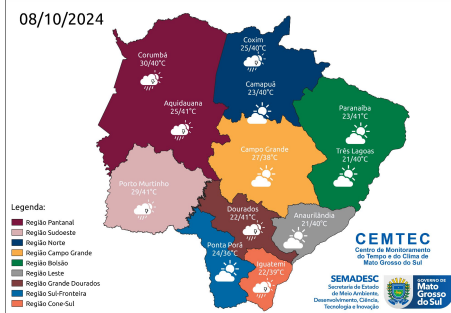 08/10/2024
Corumbá
30/40°C
Coxim
25/40°C
Camapuã
23/40°C
Aquidauana
25/41°C
Paranaíba
23/41°C
Três Lagoas
21/40°C
Campo Grande
27/38°C
Porto Murtinho
29/41°C
Dourados
22/41°C
Anaurilândia
21/40°C
Ponta Porã
24/36°C
Iguatemi
22/39°C
Legenda:
Região Pantanal
Região Sudoeste
Região Norte
Região Campo Grande
Região Bolsão
Região Leste
Região Grande Dourados
Região Sul-Fronteira
Região Cone-Sul
CEMTEC
Centro de Monitoramento
do Tempo e do Clima de
Mato Grosso do Sul
SEMADESC
Secretaria de Estado
de Meio Ambiente,
Desenvolvimento, Ciência,
Tecnologia e Inovação
GOVERNO DE
Mato
Grosso
do Sul